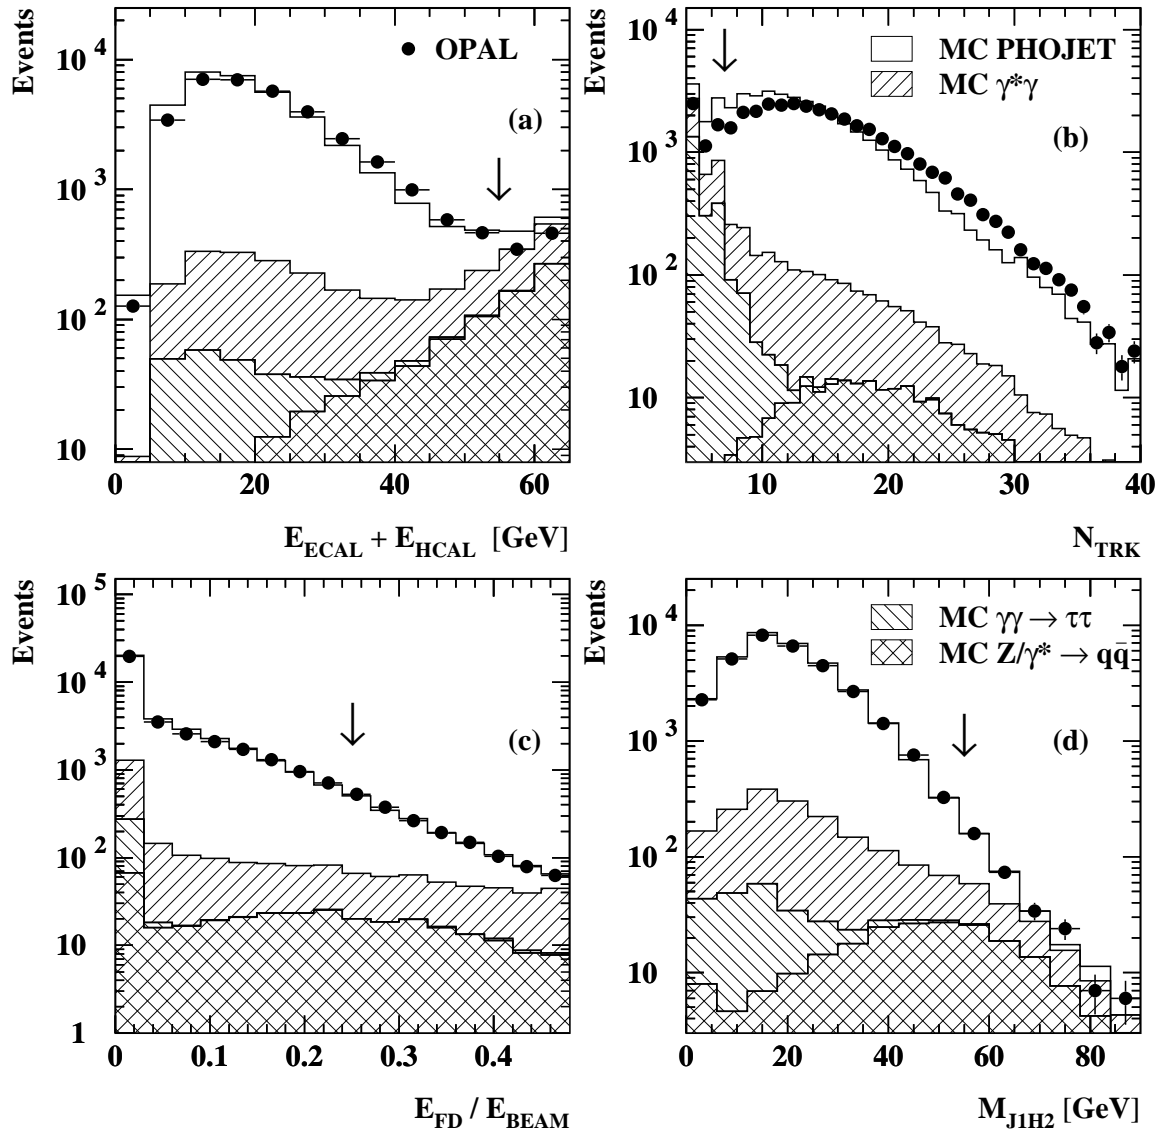 Events
10^4
10^3
10^2
10
OPAL
(a)
0 20 40 60
E_ECAL + E_HCAL [GeV]
Events
10^4
10^3
10^2
10
MC PHOJET
MC γ*γ
(b)
10 20 30 40
N_TRK
Events
10^5
10^4
10^3
10^2
10
1
(c)
0 0.1 0.2 0.3 0.4
E_FD / E_BEAM
Events
10^4
10^3
10^2
10
MC γγ → ττ
MC Z/γ* → qq̄
(d)
0 20 40 60 80
M_J1H2 [GeV]